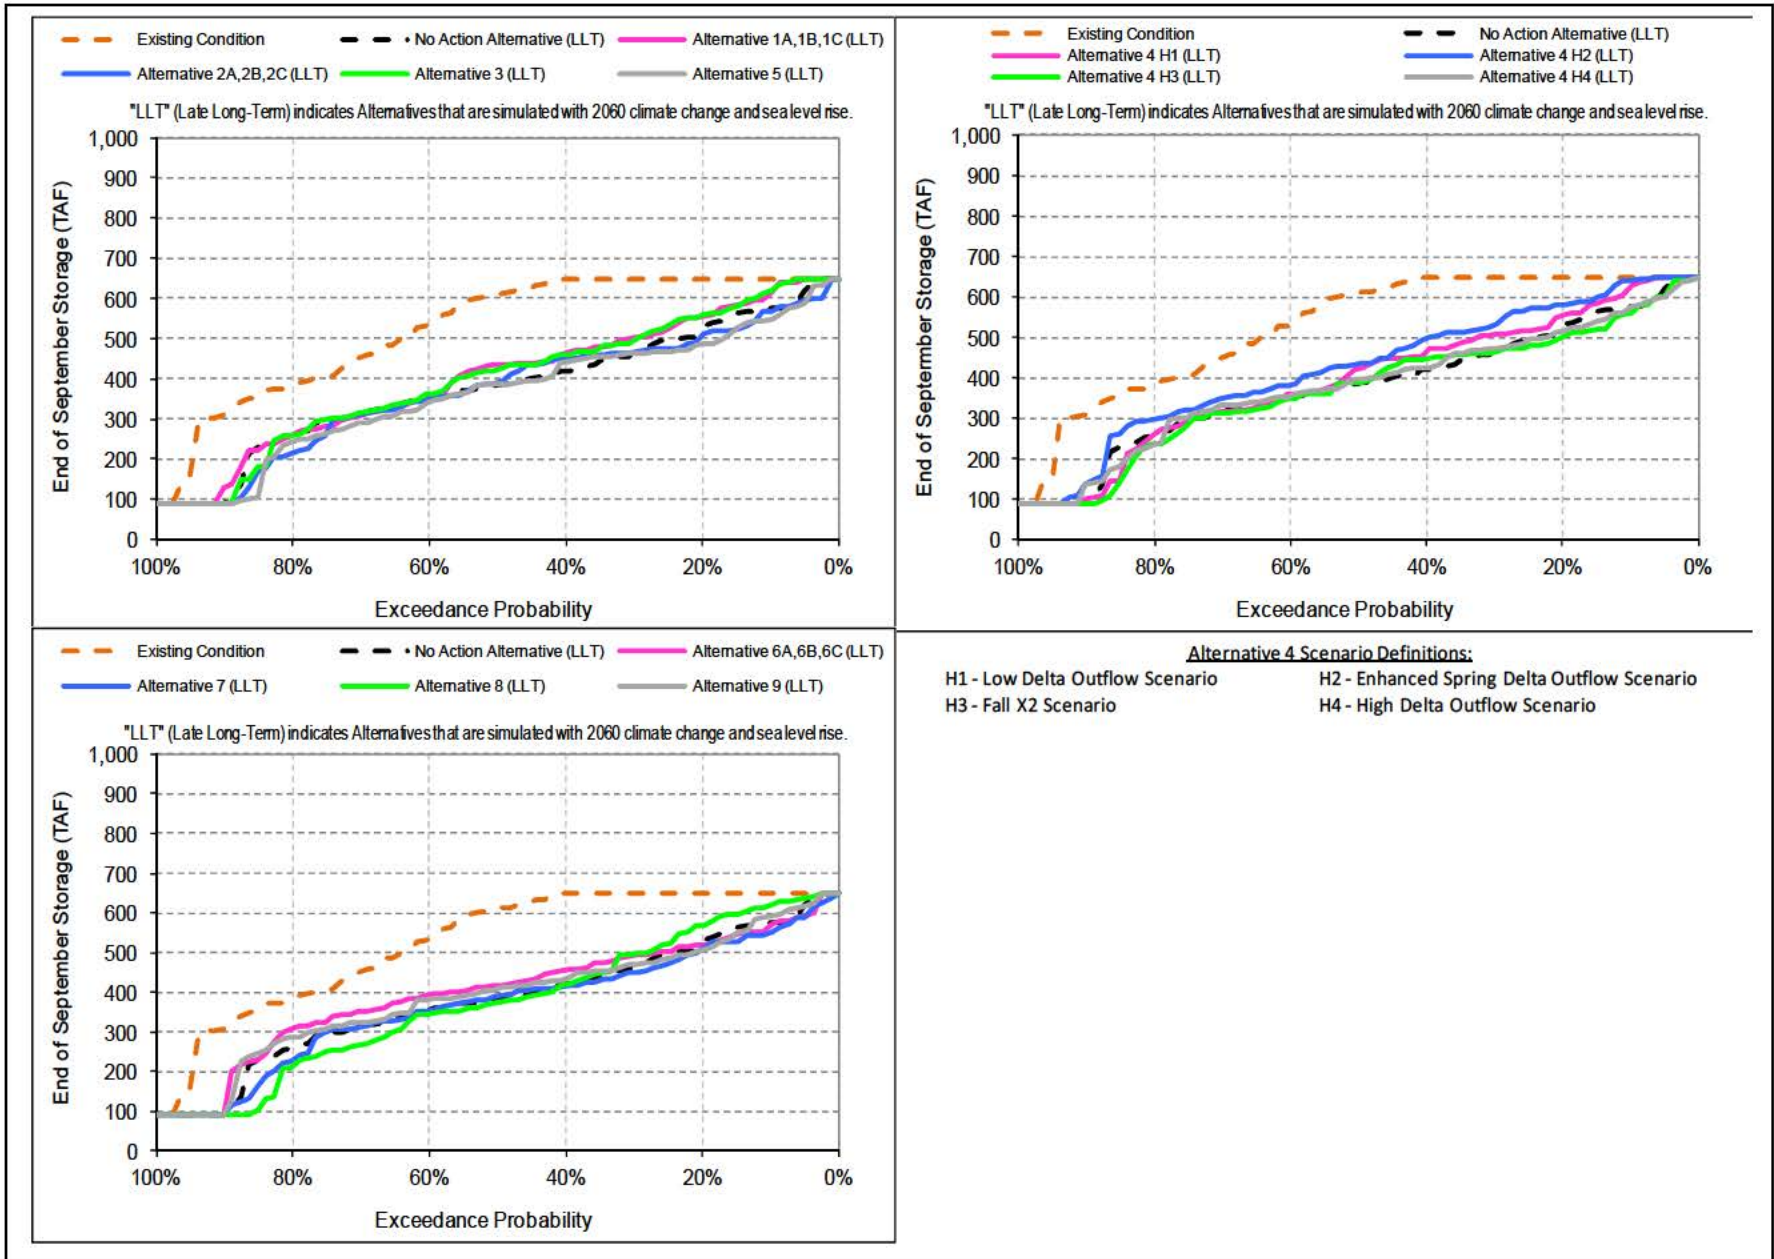 Existing Condition No Action Alternative (LLT) Alternative 1A,1B,1C (LLT)
Alternative 2A,2B,2C (LLT) Alternative 3 (LLT) Alternative 5 (LLT)
"LLT" (Late Long-Term) indicates Alternatives that are simulated with 2060 climate change and sea level rise.
End of September Storage (TAF)
1,000
900
800
700
600
500
400
300
200
100
0
100% 80% 60% 40% 20% 0%
Exceedance Probability
Existing Condition No Action Alternative (LLT)
Alternative 4 H1 (LLT) Alternative 4 H2 (LLT)
Alternative 4 H3 (LLT) Alternative 4 H4 (LLT)
"LLT" (Late Long-Term) indicates Alternatives that are simulated with 2060 climate change and sea level rise.
End of September Storage (TAF)
1,000
900
800
700
600
500
400
300
200
100
0
100% 80% 60% 40% 20% 0%
Exceedance Probability
Existing Condition No Action Alternative (LLT) Alternative 6A,6B,6C (LLT)
Alternative 7 (LLT) Alternative 8 (LLT) Alternative 9 (LLT)
"LLT" (Late Long-Term) indicates Alternatives that are simulated with 2060 climate change and sea level rise.
End of September Storage (TAF)
1,000
900
800
700
600
500
400
300
200
100
0
100% 80% 60% 40% 20% 0%
Exceedance Probability
Alternative 4 Scenario Definitions:
H1 - Low Delta Outflow Scenario H2 - Enhanced Spring Delta Outflow Scenario
H3 - Fall X2 Scenario H4 - High Delta Outflow Scenario